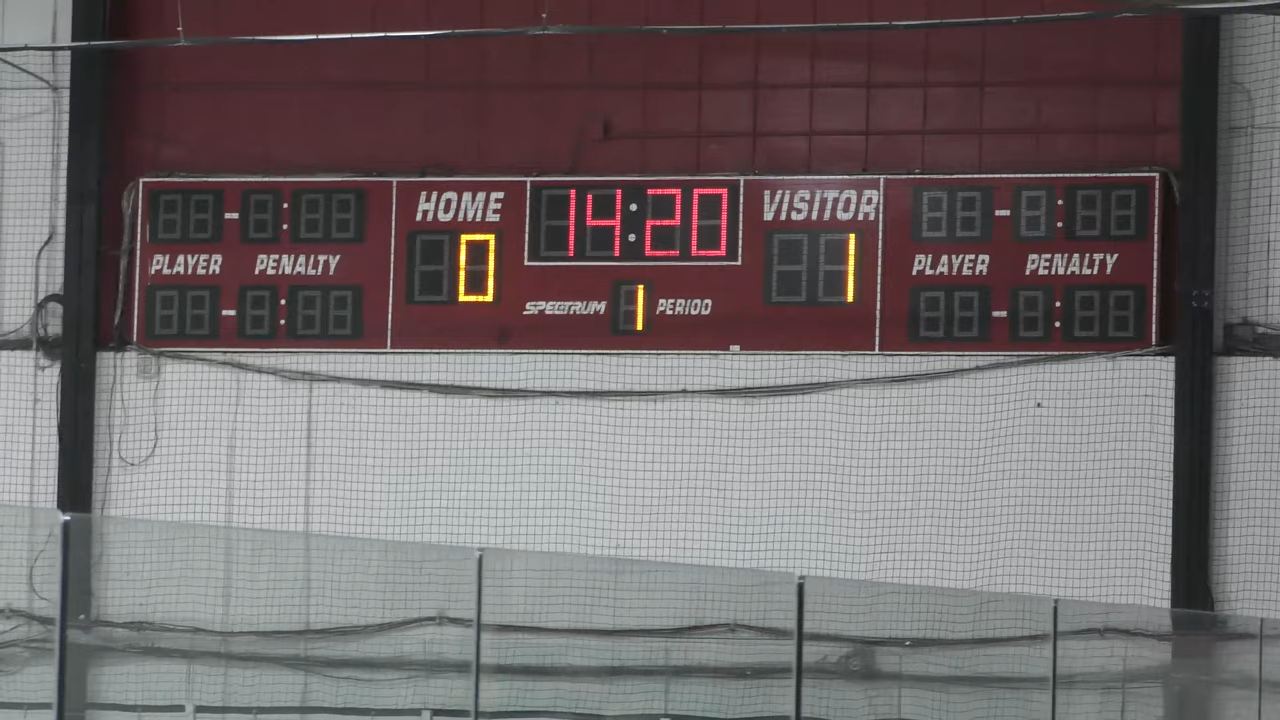 HOME 14:20 VISITOR
PLAYER PENALTY 0 1 PLAYER PENALTY
SPECTRUM 1 PERIOD